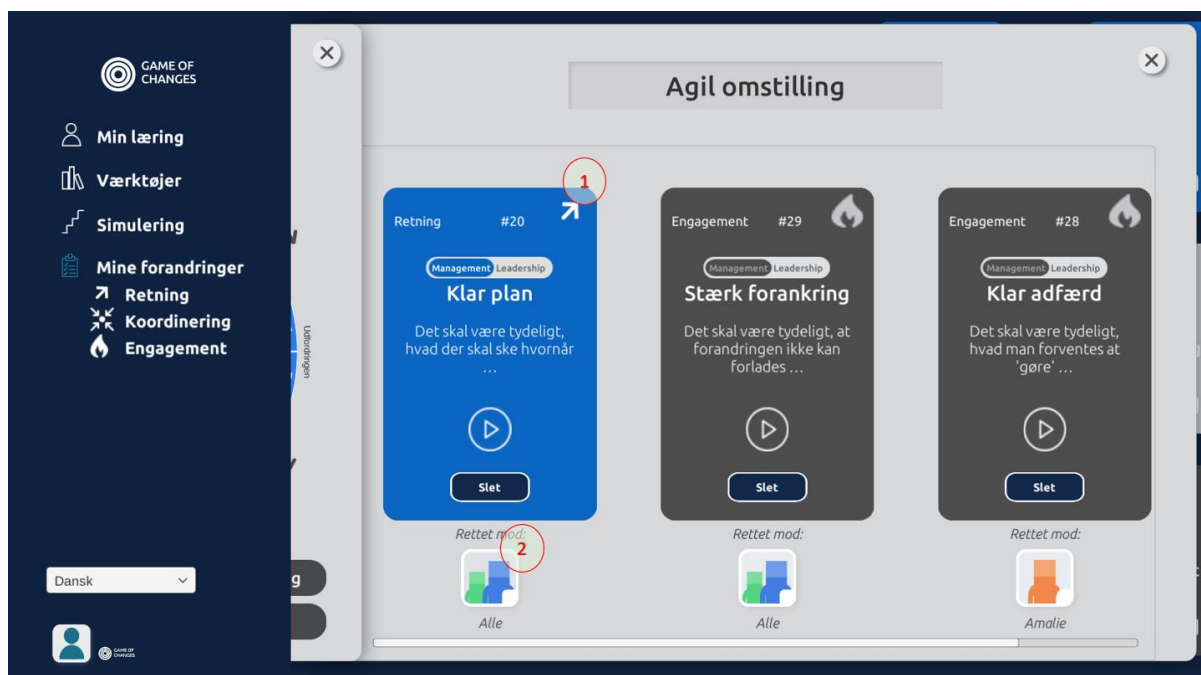 GAME OF
CHANGES
Min læring
Værktøjer
Simulering
Mine forandringer
Retning
Koordinering
Engagement
Dansk
GAME OF
CHANGES
Udfordringen
g
Agil omstilling
1
Retning #20
Management Leadership
Klar plan
Det skal være tydeligt,
hvad der skal ske hvornår
...
Slet
Rettet mod:
2
Alle
Engagement #29
Management Leadership
Stærk forankring
Det skal være tydeligt, at
forandringen ikke kan
forlades ...
Slet
Rettet mod:
Alle
Engagement #28
Management Leadership
Klar adfærd
Det skal være tydeligt,
hvad man forventes at
'gøre' ...
Slet
Rettet mod:
Amalie